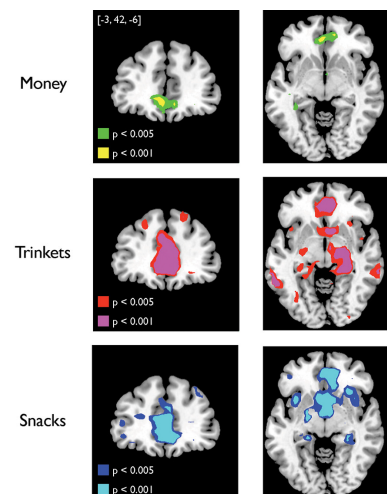 [-3, 42, -6]
Money
p < 0.005
p < 0.001
Trinkets
p < 0.005
p < 0.001
Snacks
p < 0.005
p < 0.001